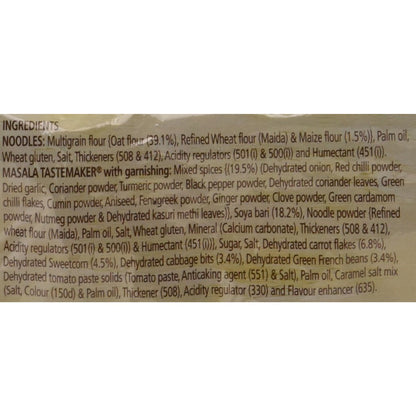 INGREDIENTS
NOODLES: Multigrain flour {Oat flour (39.1%), Refined Wheat flour (Maida) & Maize flour (1.5%)}, Palm oil,
Wheat gluten, Salt, Thickeners (508 & 412), Acidity regulators (501(i) & 500(i)) and Humectant (451(i)).
MASALA TASTEMAKER® with garnishing: Mixed spices {(19.5%) (Dehydrated onion, Red chilli powder,
Dried garlic, Coriander powder, Turmeric powder, Black pepper powder, Dehydrated coriander leaves, Green
chilli flakes, Cumin powder, Aniseed, Fenugreek powder, Ginger powder, Clove powder, Green cardamom
powder, Nutmeg powder & Dehydrated kasuri methi leaves)}, Soya bari (18.2%), Noodle powder {Refined
wheat flour (Maida), Palm oil, Salt, Wheat gluten, Mineral (Calcium carbonate), Thickeners (508 & 412),
Acidity regulators (501(i) & 500(i)) & Humectant (451(i))}, Sugar, Salt, Dehydrated carrot flakes (6.8%),
Dehydrated Sweetcorn (4.5%), Dehydrated cabbage bits (3.4%), Dehydrated Green French beans (3.4%),
Dehydrated tomato paste solids (Tomato paste, Anticaking agent (551) & Salt), Palm oil, Caramel salt mix
(Salt, Colour (150d) & Palm oil), Thickener (508), Acidity regulator (330) and Flavour enhancer (635).